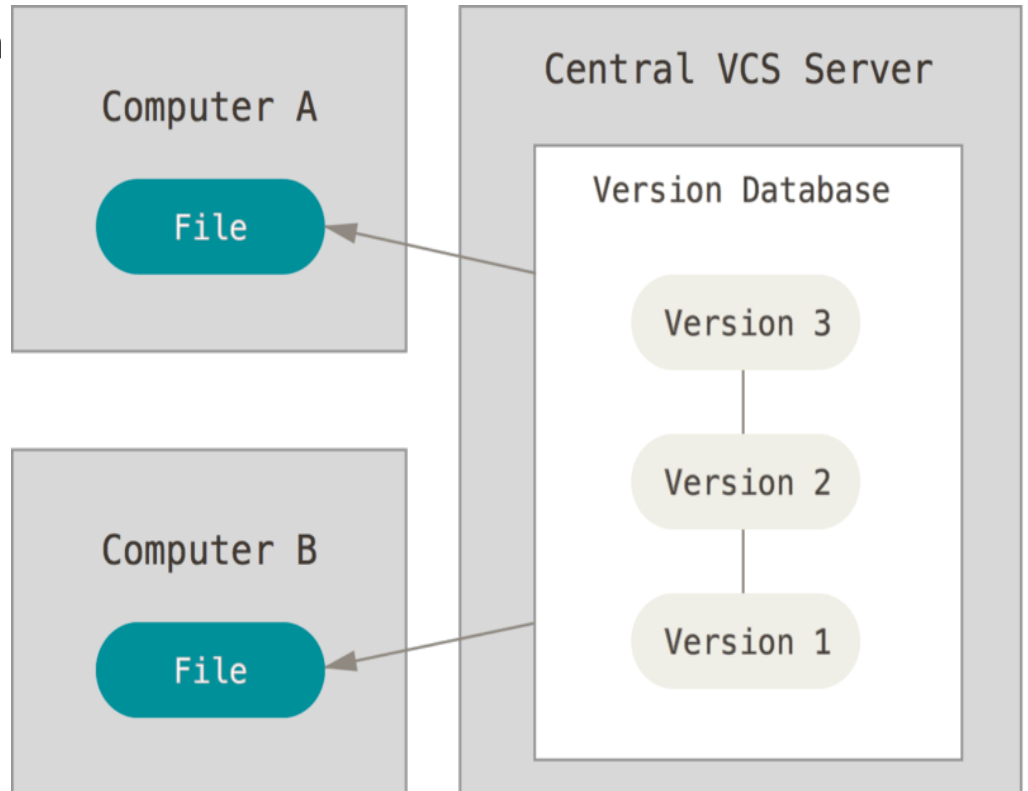 Computer A
File
Computer B
File
Central VCS Server
Version Database
Version 3
Version 2
Version 1